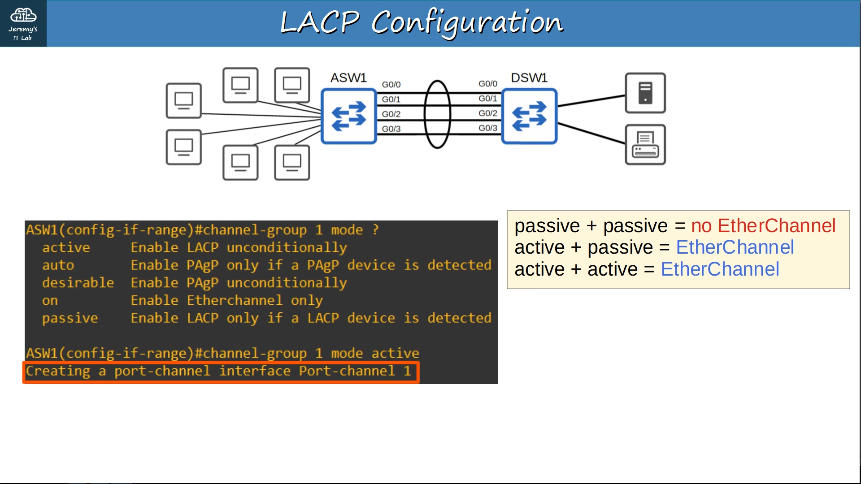 Jeremy's
IT Lab
LACP Configuration
ASW1
DSW1
G0/0
G0/0
G0/1
G0/1
G0/2
G0/2
G0/3
G0/3
ASW1(config-if-range)#channel-group 1 mode ?
active Enable LACP unconditionally
auto Enable PAgP only if a PAgP device is detected
desirable Enable PAgP unconditionally
on Enable Etherchannel only
passive Enable LACP only if a LACP device is detected
ASW1(config-if-range)#channel-group 1 mode active
Creating a port-channel interface Port-channel 1
passive + passive = no EtherChannel
active + passive = EtherChannel
active + active = EtherChannel